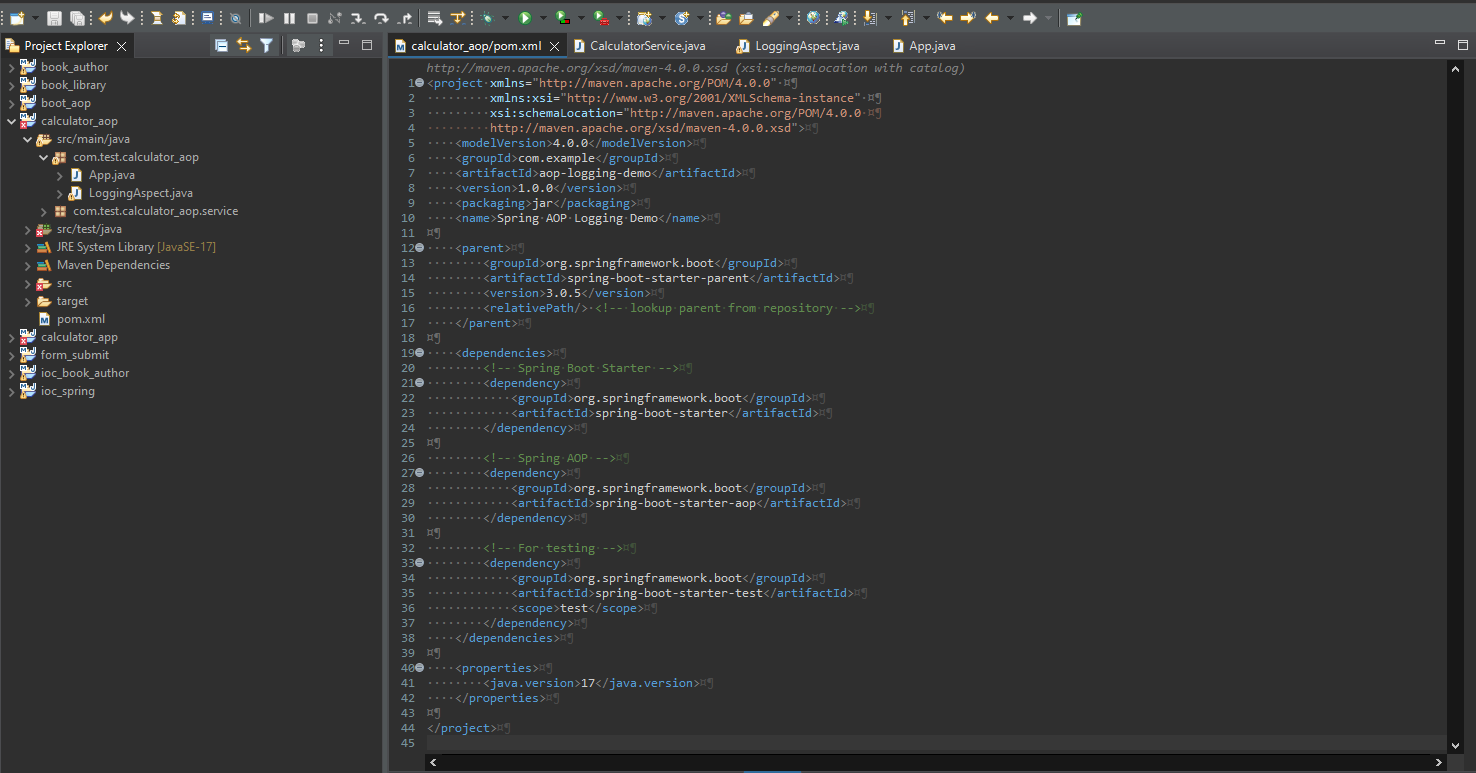 Project Explorer
book_author
book_library
boot_aop
calculator_aop
src/main/java
com.test.calculator_aop
App.java
LoggingAspect.java
com.test.calculator_aop.service
src/test/java
JRE System Library [JavaSE-17]
Maven Dependencies
src
target
pom.xml
calculator_app
form_submit
ioc_book_author
ioc_spring
calculator_aop/pom.xml CalculatorService.java LoggingAspect.java App.java
http://maven.apache.org/xsd/maven-4.0.0.xsd (xsi:schemaLocation with catalog)
1 <project·xmlns="http://maven.apache.org/POM/4.0.0"·¤¶
2 ·········xmlns:xsi="http://www.w3.org/2001/XMLSchema-instance"·¤¶
3 ·········xsi:schemaLocation="http://maven.apache.org/POM/4.0.0·¤¶
4 ·········http://maven.apache.org/xsd/maven-4.0.0.xsd">¤¶
5 ····<modelVersion>4.0.0</modelVersion>¤¶
6 ····<groupId>com.example</groupId>¤¶
7 ····<artifactId>aop-logging-demo</artifactId>¤¶
8 ····<version>1.0.0</version>¤¶
9 ····<packaging>jar</packaging>¤¶
10 ····<name>Spring·AOP·Logging·Demo</name>¤¶
11 ¤¶
12 ····<parent>¤¶
13 ········<groupId>org.springframework.boot</groupId>¤¶
14 ········<artifactId>spring-boot-starter-parent</artifactId>¤¶
15 ········<version>3.0.5</version>¤¶
16 ········<relativePath/>·<!--·lookup·parent·from·repository·-->¤¶
17 ····</parent>¤¶
18 ¤¶
19 ····<dependencies>¤¶
20 ········<!--·Spring·Boot·Starter·-->¤¶
21 ········<dependency>¤¶
22 ············<groupId>org.springframework.boot</groupId>¤¶
23 ············<artifactId>spring-boot-starter</artifactId>¤¶
24 ········</dependency>¤¶
25 ¤¶
26 ········<!--·Spring·AOP·-->¤¶
27 ········<dependency>¤¶
28 ············<groupId>org.springframework.boot</groupId>¤¶
29 ············<artifactId>spring-boot-starter-aop</artifactId>¤¶
30 ········</dependency>¤¶
31 ¤¶
32 ········<!--·For·testing·-->¤¶
33 ········<dependency>¤¶
34 ············<groupId>org.springframework.boot</groupId>¤¶
35 ············<artifactId>spring-boot-starter-test</artifactId>¤¶
36 ············<scope>test</scope>¤¶
37 ········</dependency>¤¶
38 ····</dependencies>¤¶
39 ¤¶
40 ····<properties>¤¶
41 ········<java.version>17</java.version>¤¶
42 ····</properties>¤¶
43 ¤¶
44 </project>¤¶
45